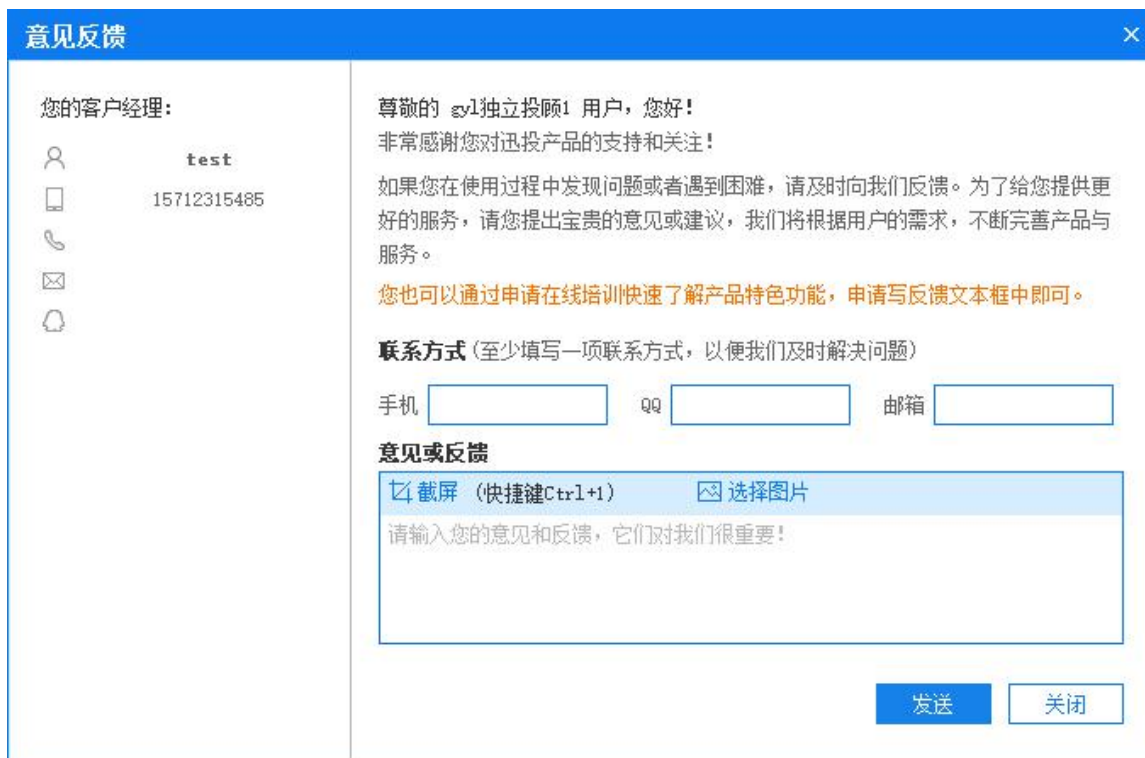 意见反馈
您的客户经理:
test
15712315485
尊敬的 gyl独立投顾1 用户，您好!
非常感谢您对迅投产品的支持和关注!
如果您在使用过程中发现问题或者遇到困难，请及时向我们反馈。为了给您提供更
好的服务，请您提出宝贵的意见或建议，我们将根据用户的需求，不断完善产品与
服务。
您也可以通过申请在线培训快速了解产品特色功能，申请写反馈文本框中即可。
联系方式(至少填写一项联系方式，以便我们及时解决问题)
手机 QQ 邮箱
意见或反馈
截屏 (快捷键Ctrl+1) 选择图片
请输入您的意见和反馈，它们对我们很重要!
发送 关闭